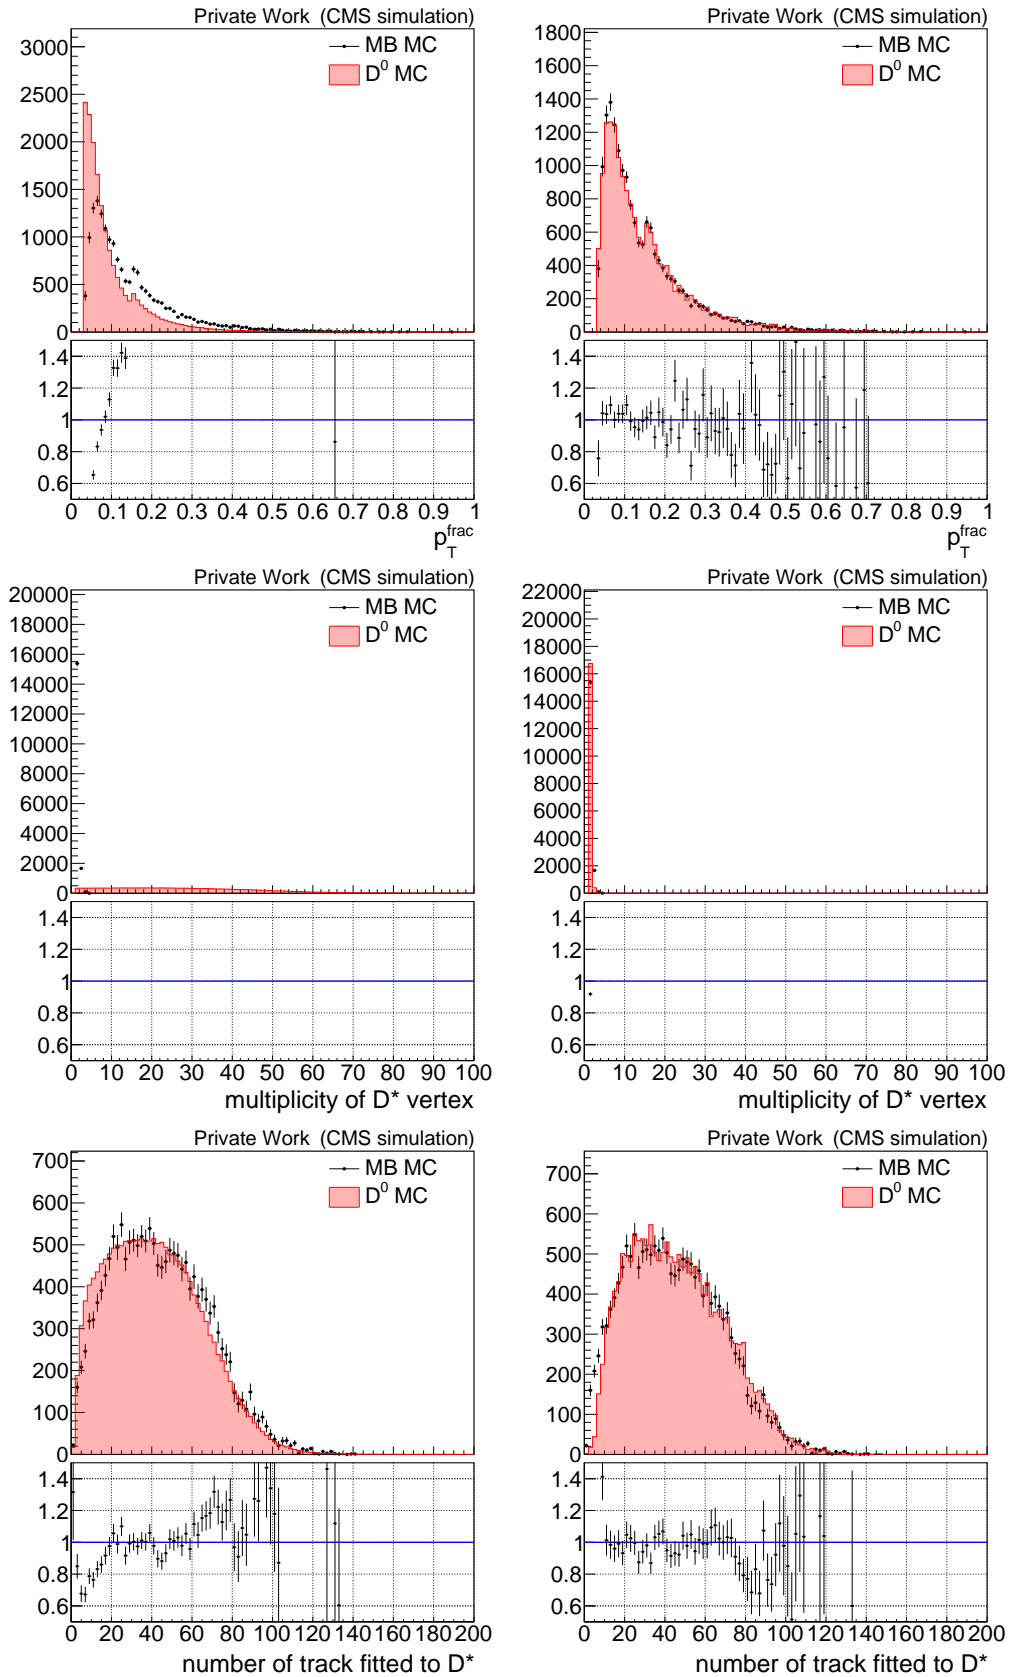 Private Work (CMS simulation)
MB MC
D⁰ MC
3000
2500
2000
1500
1000
500
0
1.4
1.2
1
0.8
0.6
0 0.1 0.2 0.3 0.4 0.5 0.6 0.7 0.8 0.9 1
p_T^frac
Private Work (CMS simulation)
MB MC
D⁰ MC
1800
1600
1400
1200
1000
800
600
400
200
0
1.4
1.2
1
0.8
0.6
0 0.1 0.2 0.3 0.4 0.5 0.6 0.7 0.8 0.9 1
p_T^frac
Private Work (CMS simulation)
MB MC
D⁰ MC
20000
18000
16000
14000
12000
10000
8000
6000
4000
2000
0
1.4
1.2
1
0.8
0.6
0 10 20 30 40 50 60 70 80 90 100
multiplicity of D* vertex
Private Work (CMS simulation)
MB MC
D⁰ MC
22000
20000
18000
16000
14000
12000
10000
8000
6000
4000
2000
0
1.4
1.2
1
0.8
0.6
0 10 20 30 40 50 60 70 80 90 100
multiplicity of D* vertex
Private Work (CMS simulation)
MB MC
D⁰ MC
700
600
500
400
300
200
100
0
1.4
1.2
1
0.8
0.6
0 20 40 60 80 100 120 140 160 180 200
number of track fitted to D*
Private Work (CMS simulation)
MB MC
D⁰ MC
700
600
500
400
300
200
100
0
1.4
1.2
1
0.8
0.6
0 20 40 60 80 100 120 140 160 180 200
number of track fitted to D*